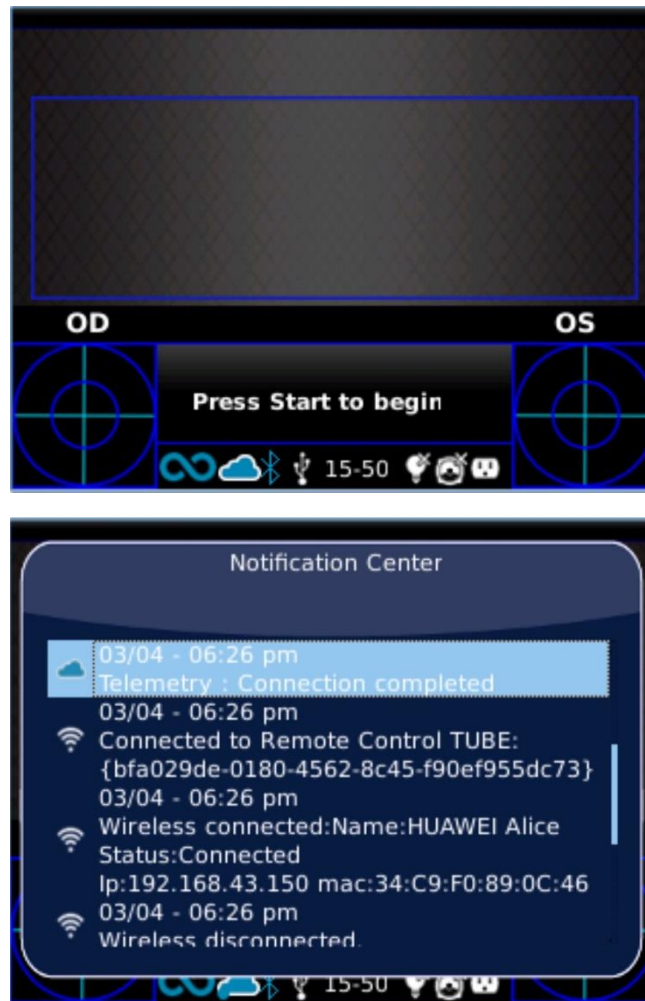 OD
OS
Press Start to begin
15-50
Notification Center
03/04 - 06:26 pm
Telemetry : Connection completed
03/04 - 06:26 pm
Connected to Remote Control TUBE:
{bfa029de-0180-4562-8c45-f90ef955dc73}
03/04 - 06:26 pm
Wireless connected:Name:HUAWEI Alice
Status:Connected
Ip:192.168.43.150 mac:34:C9:F0:89:0C:46
03/04 - 06:26 pm
Wireless disconnected.
15-50